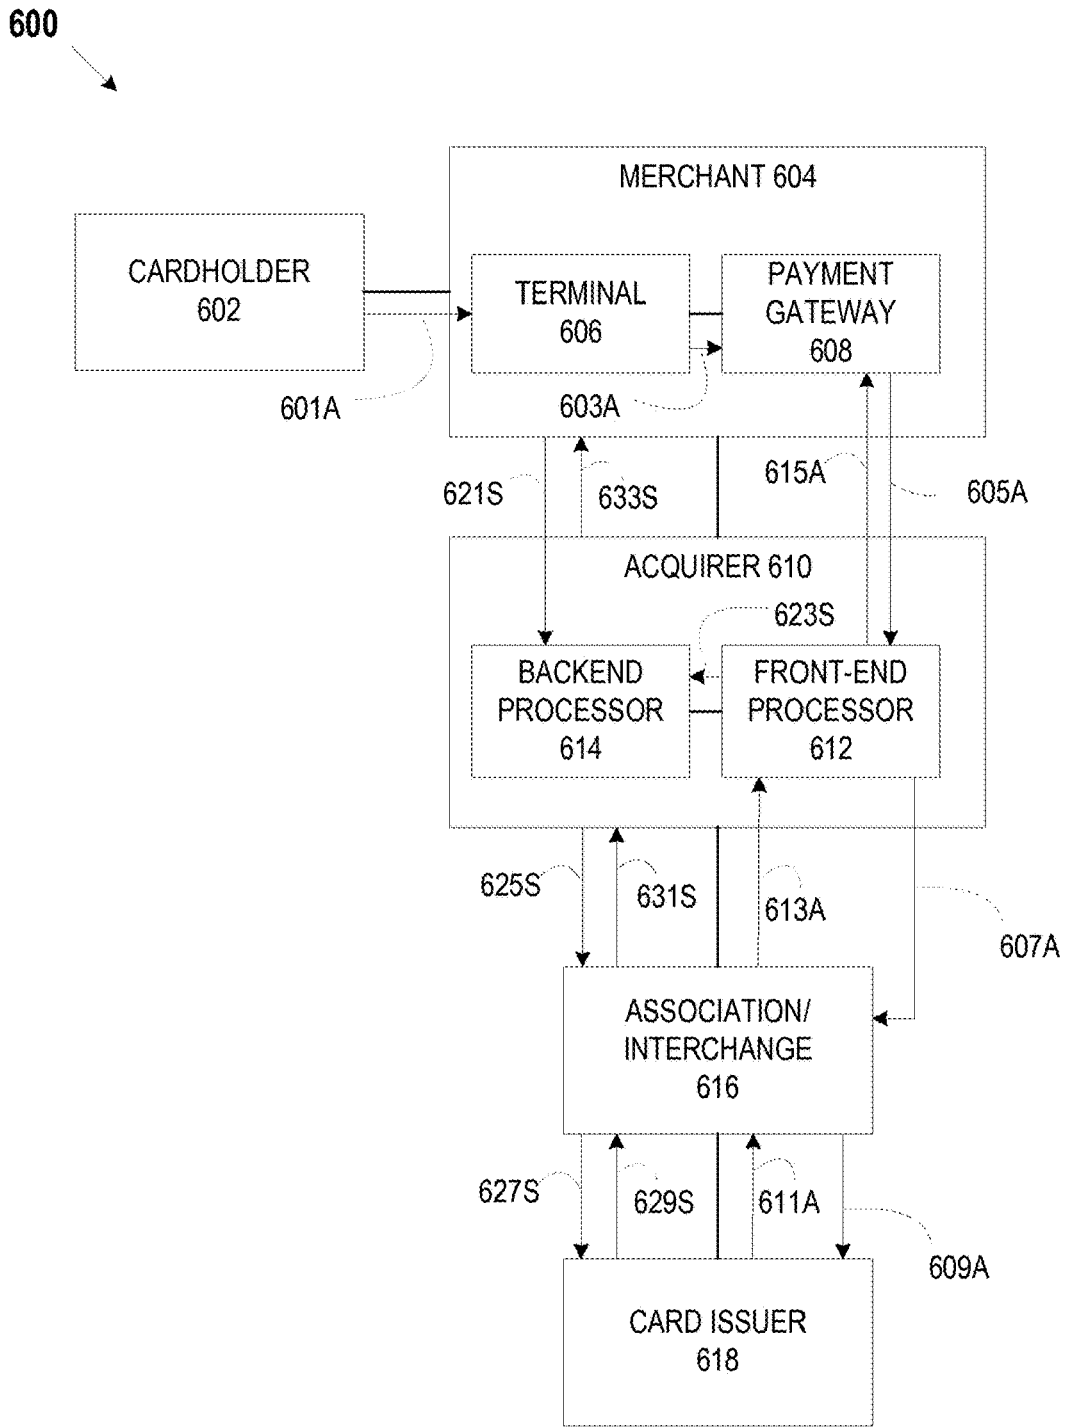 600
MERCHANT 604
CARDHOLDER
602
TERMINAL
606
PAYMENT
GATEWAY
608
601A
603A
621S
633S
615A
605A
ACQUIRER 610
623S
BACKEND
PROCESSOR
614
FRONT-END
PROCESSOR
612
625S
631S
613A
607A
ASSOCIATION/
INTERCHANGE
616
627S
629S
611A
609A
CARD ISSUER
618